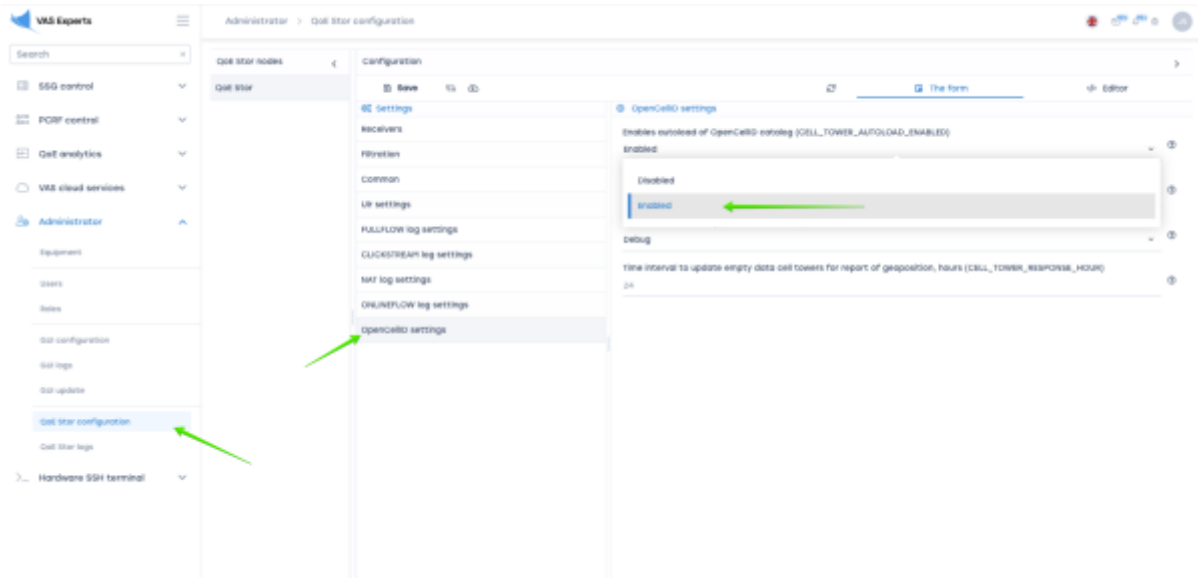 VAS Experts
Administrator > QoE Stor configuration
Search
SSG control
PCRF control
QoE analytics
VAS cloud services
Administrator
Equipment
Users
Roles
GUI configuration
GUI logs
GUI update
QoE Stor configuration
QoE Stor logs
Hardware SSH terminal
QoE Stor nodes
QoE Stor
Configuration
Save
The form
Editor
Settings
Receivers
Filtration
Common
Ulr settings
FULLFLOW log settings
CLICKSTREAM log settings
NAT log settings
ONLINEFLOW log settings
OpenCellID settings
OpenCellID settings
Enables autoload of OpenCellID catalog (CELL_TOWER_AUTOLOAD_ENABLED)
Enabled
Disabled
Enabled
Debug
Time interval to update empty data cell towers for report of geoposition, hours (CELL_TOWER_RESPONSE_HOUR)
24